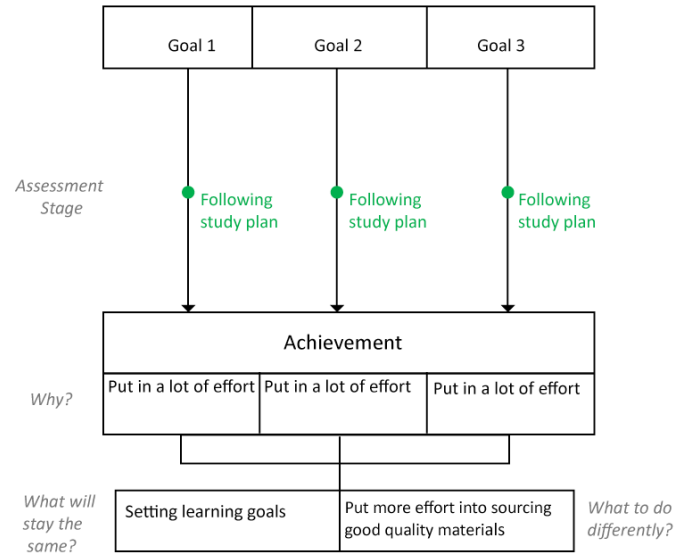 Goal 1
Goal 2
Goal 3
Assessment
Stage
Following
study plan
Following
study plan
Following
study plan
Achievement
Why?
Put in a lot of effort
Put in a lot of effort
Put in a lot of effort
What will
stay the
same?
Setting learning goals
Put more effort into sourcing
good quality materials
What to do
differently?